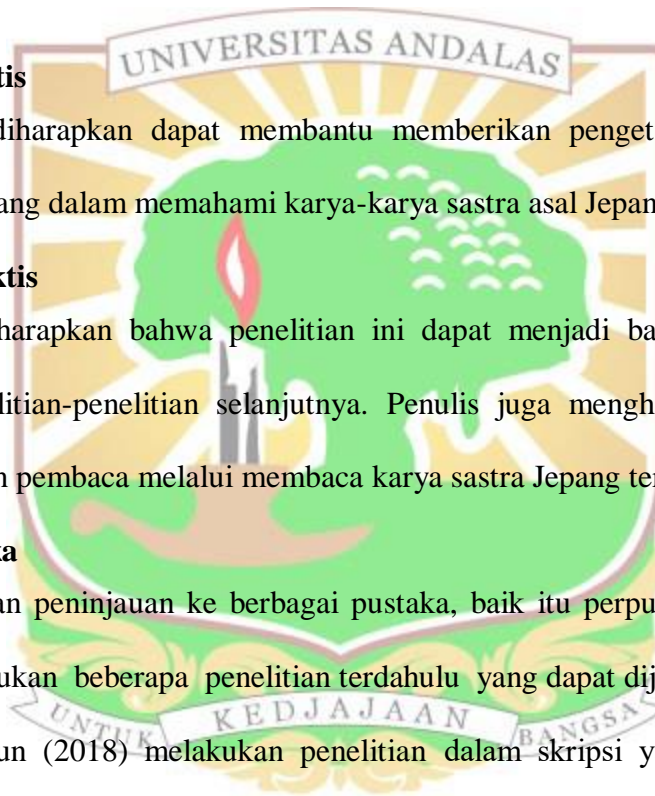 UNIVERSITAS ANDALAS
tis
diharapkan dapat membantu memberikan penget
ang dalam memahami karya-karya sastra asal Jepan
ktis
harapkan bahwa penelitian ini dapat menjadi ba
litian-penelitian selanjutnya. Penulis juga mengh
n pembaca melalui membaca karya sastra Jepang ter
ka
an peninjauan ke berbagai pustaka, baik itu perpu
ukan beberapa penelitian terdahulu yang dapat dij
UNTUK KEDJAJAAN BANGSA
un (2018) melakukan penelitian dalam skripsi y